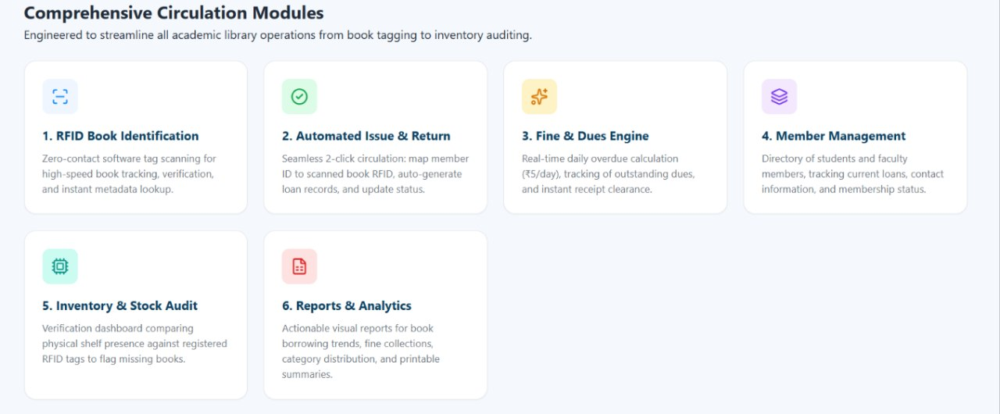 Comprehensive Circulation Modules
Engineered to streamline all academic library operations from book tagging to inventory auditing.
1. RFID Book Identification
Zero-contact software tag scanning for
high-speed book tracking, verification,
and instant metadata lookup.
2. Automated Issue & Return
Seamless 2-click circulation: map member
ID to scanned book RFID, auto-generate
loan records, and update status.
3. Fine & Dues Engine
Real-time daily overdue calculation
(₹5/day), tracking of outstanding dues,
and instant receipt clearance.
4. Member Management
Directory of students and faculty
members, tracking current loans, contact
information, and membership status.
5. Inventory & Stock Audit
Verification dashboard comparing
physical shelf presence against registered
RFID tags to flag missing books.
6. Reports & Analytics
Actionable visual reports for book
borrowing trends, fine collections,
category distribution, and printable
summaries.